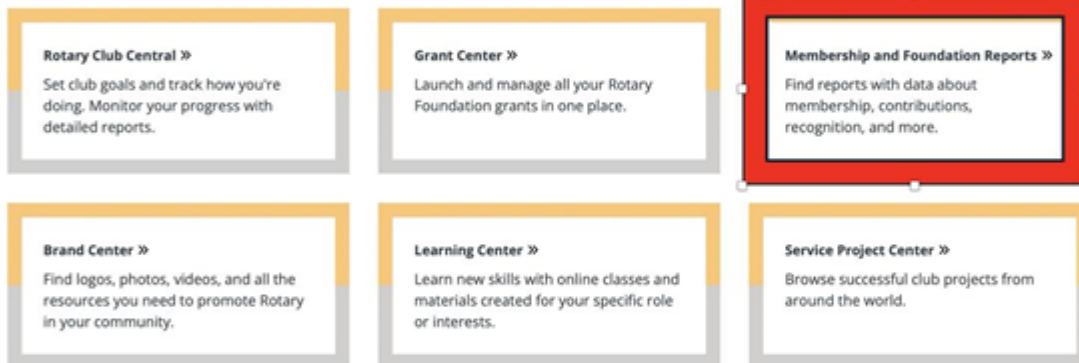 Rotary Club Central »
Set club goals and track how you're
doing. Monitor your progress with
detailed reports.
Grant Center »
Launch and manage all your Rotary
Foundation grants in one place.
Membership and Foundation Reports »
Find reports with data about
membership, contributions,
recognition, and more.
Brand Center »
Find logos, photos, videos, and all the
resources you need to promote Rotary
in your community.
Learning Center »
Learn new skills with online classes and
materials created for your specific role
or interests.
Service Project Center »
Browse successful club projects from
around the world.